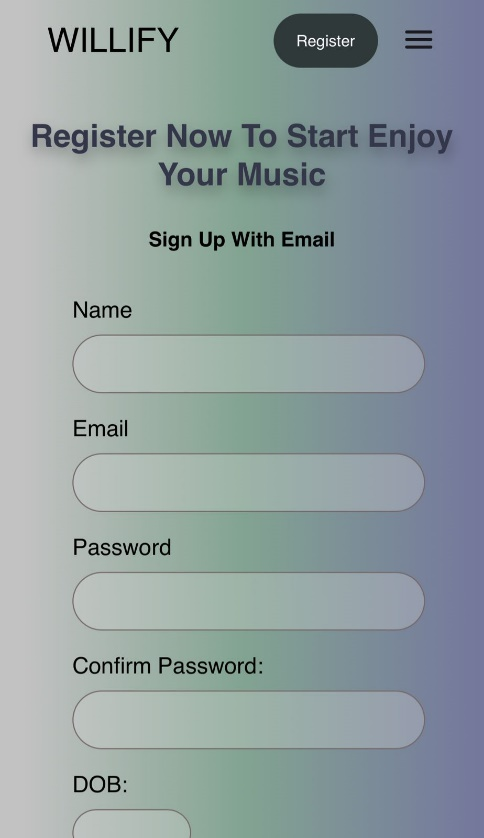 WILLIFY
Register
Register Now To Start Enjoy
Your Music
Sign Up With Email
Name
Email
Password
Confirm Password:
DOB: